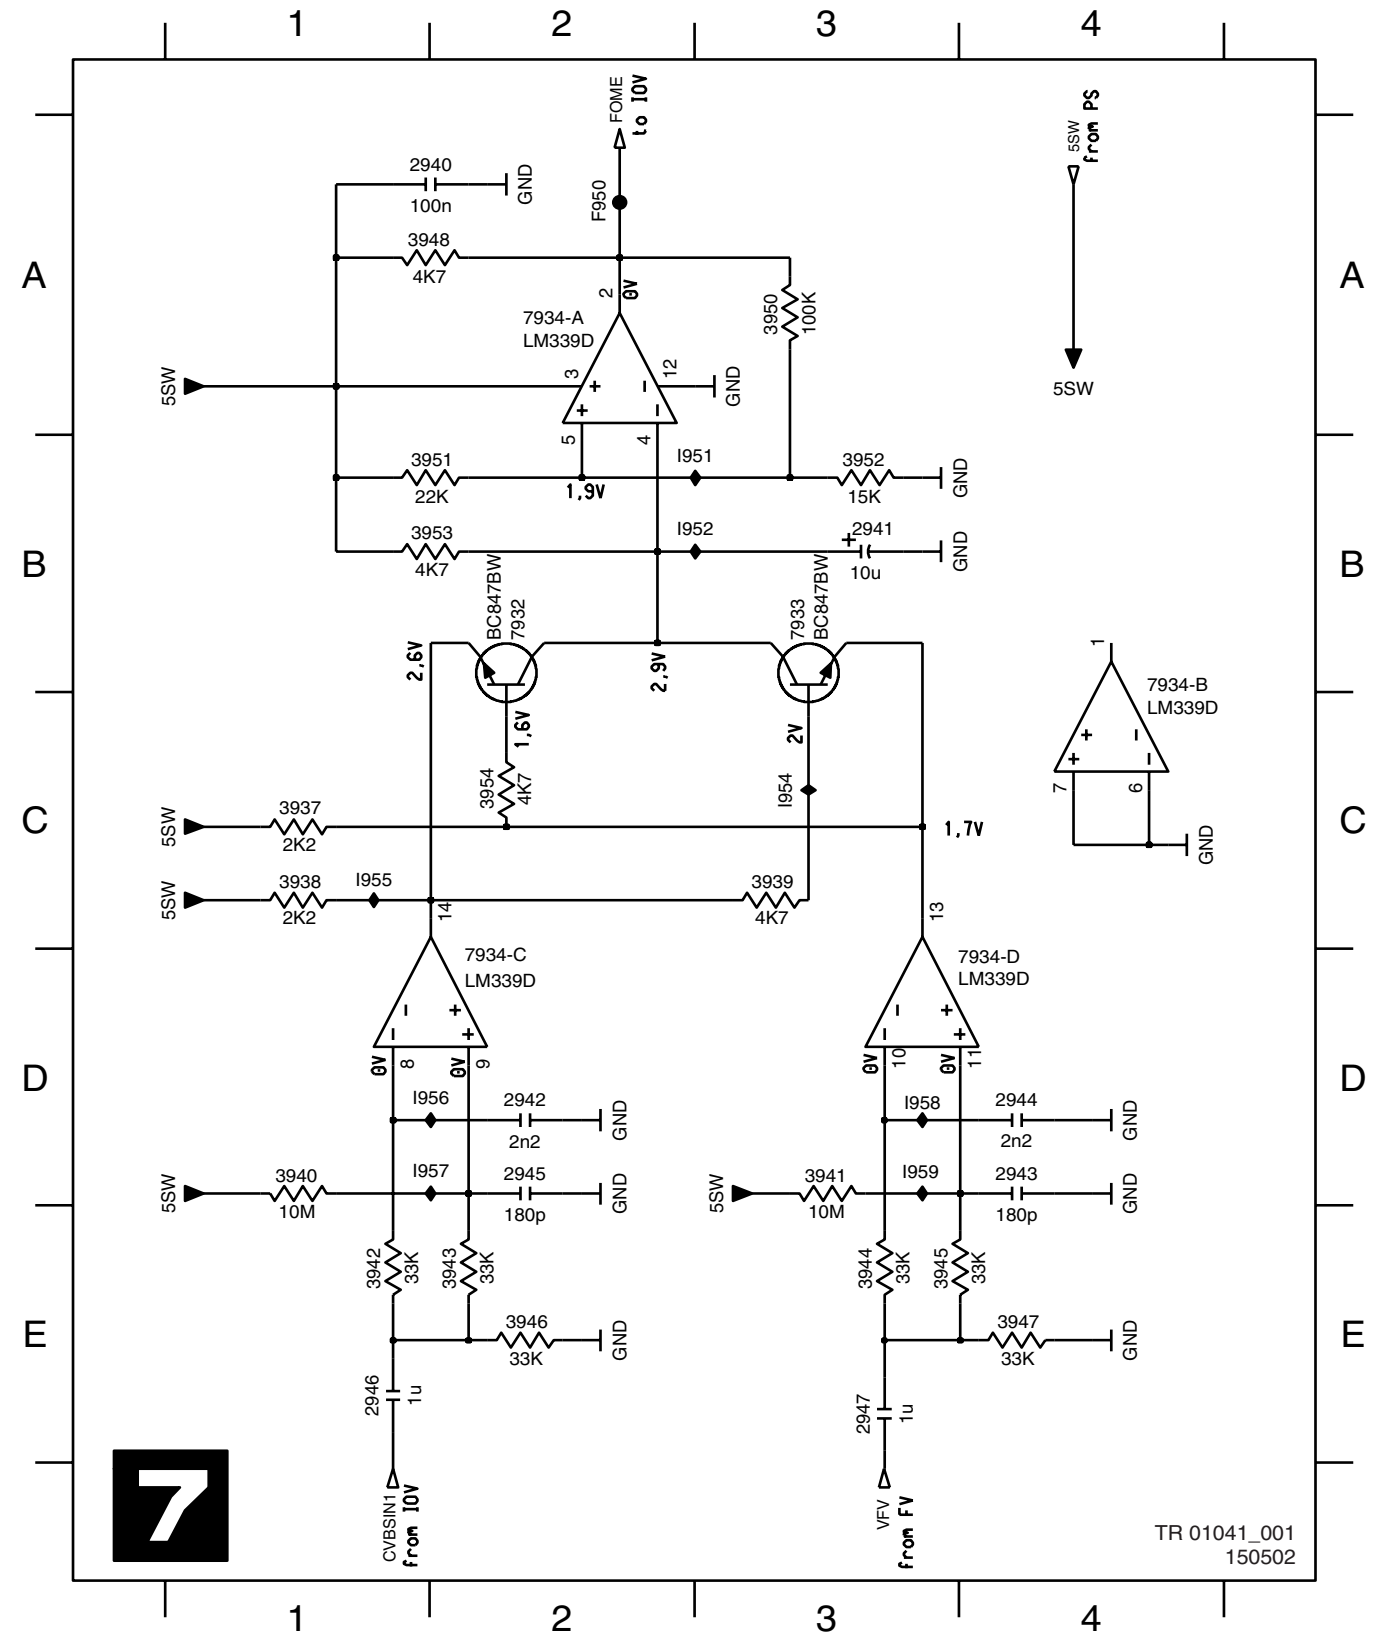 1 2 3 4
FOME
to IOV
5SW
from PS
2940
100n
GND
F950
3948
4K7
A A
2
0V
3950
100K
7934-A
LM339D
5SW
3
+
−
12
GND
+
−
5SW
5
4
3951
22K
1,9V
I951
3952
15K
GND
3953
4K7
I952
+
2941
10u
GND
B B
BC847BW
7932
7933
BC847BW
2,6V
2,9V
1
7934-B
LM339D
1,6V
2V
+
−
+
−
3954
4K7
I954
7
6
5SW
3937
2K2
1,7V
GND
C C
5SW
3938
2K2
I955
14
3939
4K7
13
7934-C
LM339D
7934-D
LM339D
−
+
−
+
−
+
−
+
0V
8
0V
9
0V
10
0V
11
D D
I956
2942
2n2
GND
I958
2944
2n2
GND
5SW
3940
10M
I957
2945
180p
GND
5SW
3941
10M
I959
2943
180p
GND
3942
33K
3943
33K
3944
33K
3945
33K
E E
3946
33K
GND
3947
33K
GND
2946
1u
2947
1u
7
CVBSIN1
from IOV
VFV
from FV
TR 01041_001
150502
1 2 3 4